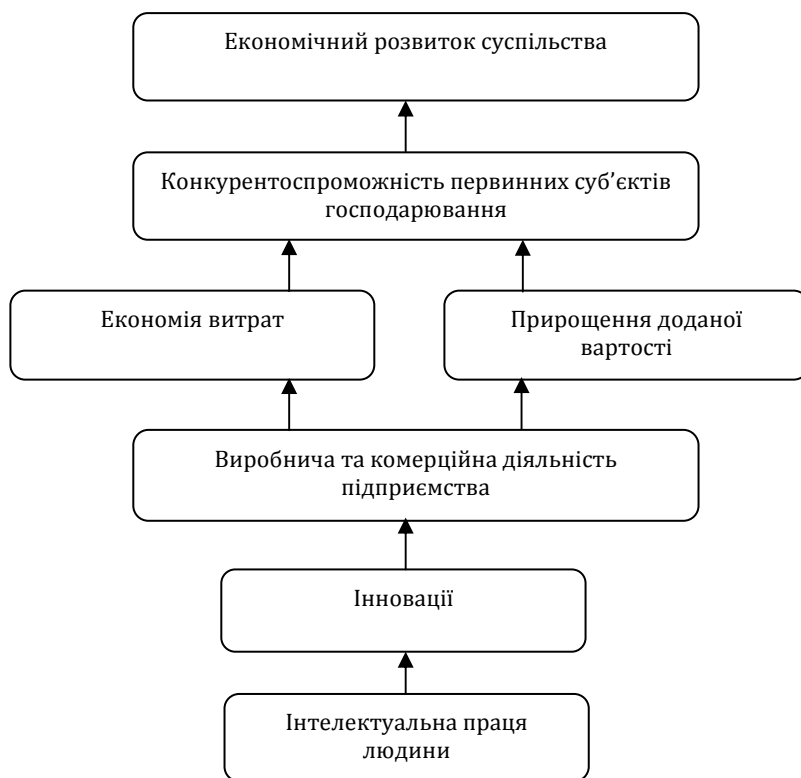 Економічний розвиток суспільства
Конкурентоспроможність первинних суб’єктів
господарювання
Економія витрат
Прирощення доданої
вартості
Виробнича та комерційна діяльність
підприємства
Інновації
Інтелектуальна праця
людини